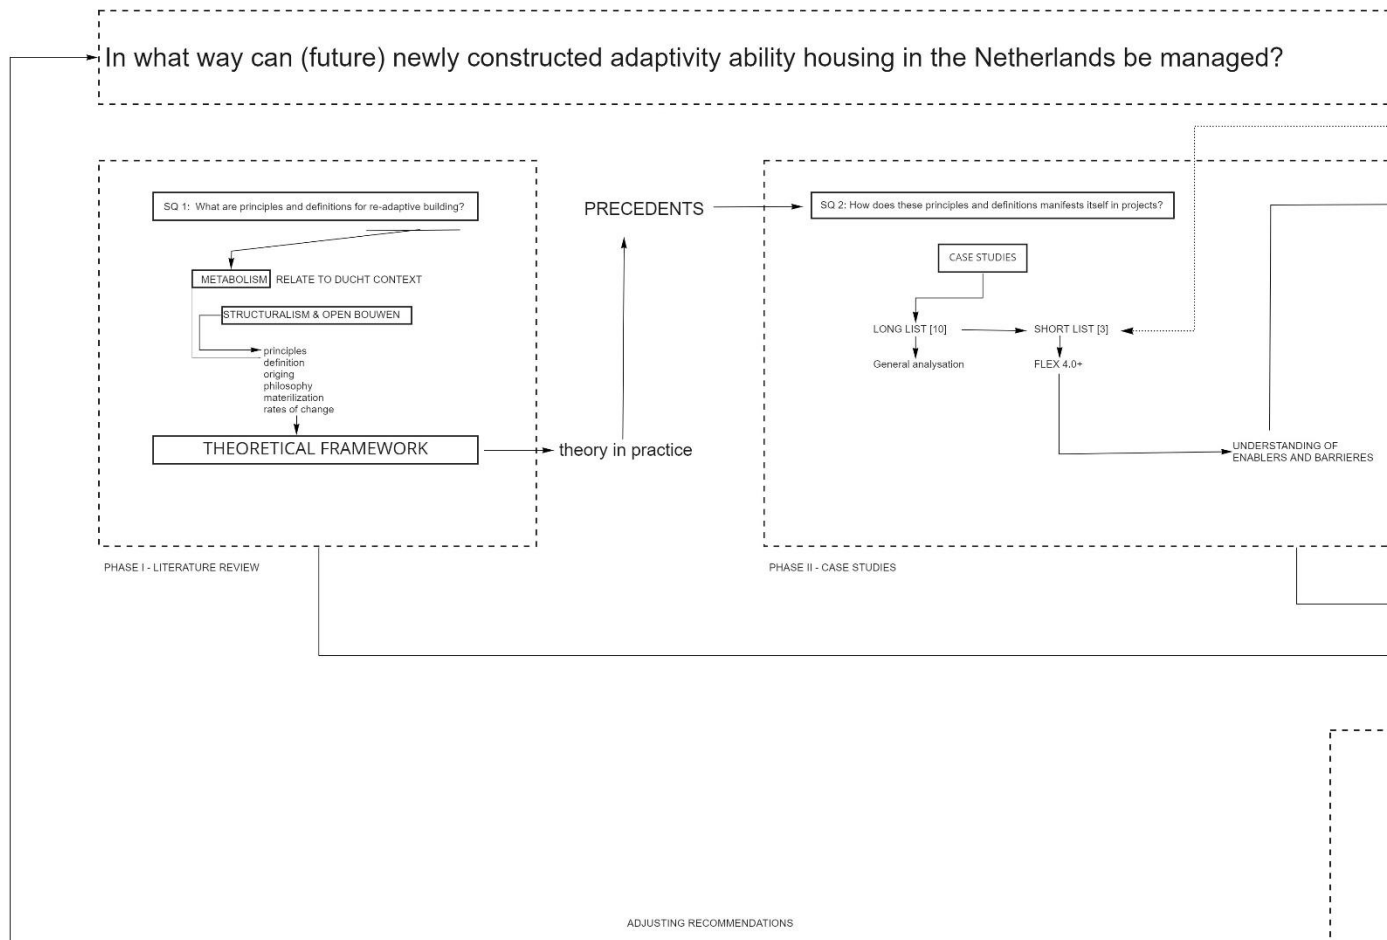 In what way can (future) newly constructed adaptivity ability housing in the Netherlands be managed?
SQ 1: What are principles and definitions for re-adaptive building?
METABOLISM
RELATE TO DUCHT CONTEXT
STRUCTURALISM & OPEN BOUWEN
principles
definition
origing
philosophy
materilization
rates of change
THEORETICAL FRAMEWORK
PHASE I - LITERATURE REVIEW
theory in practice
PRECEDENTS
SQ 2: How does these principles and definitions manifests itself in projects?
CASE STUDIES
LONG LIST [10]
SHORT LIST [3]
General analysation
FLEX 4.0+
UNDERSTANDING OF
ENABLERS AND BARRIERES
PHASE II - CASE STUDIES
ADJUSTING RECOMMENDATIONS